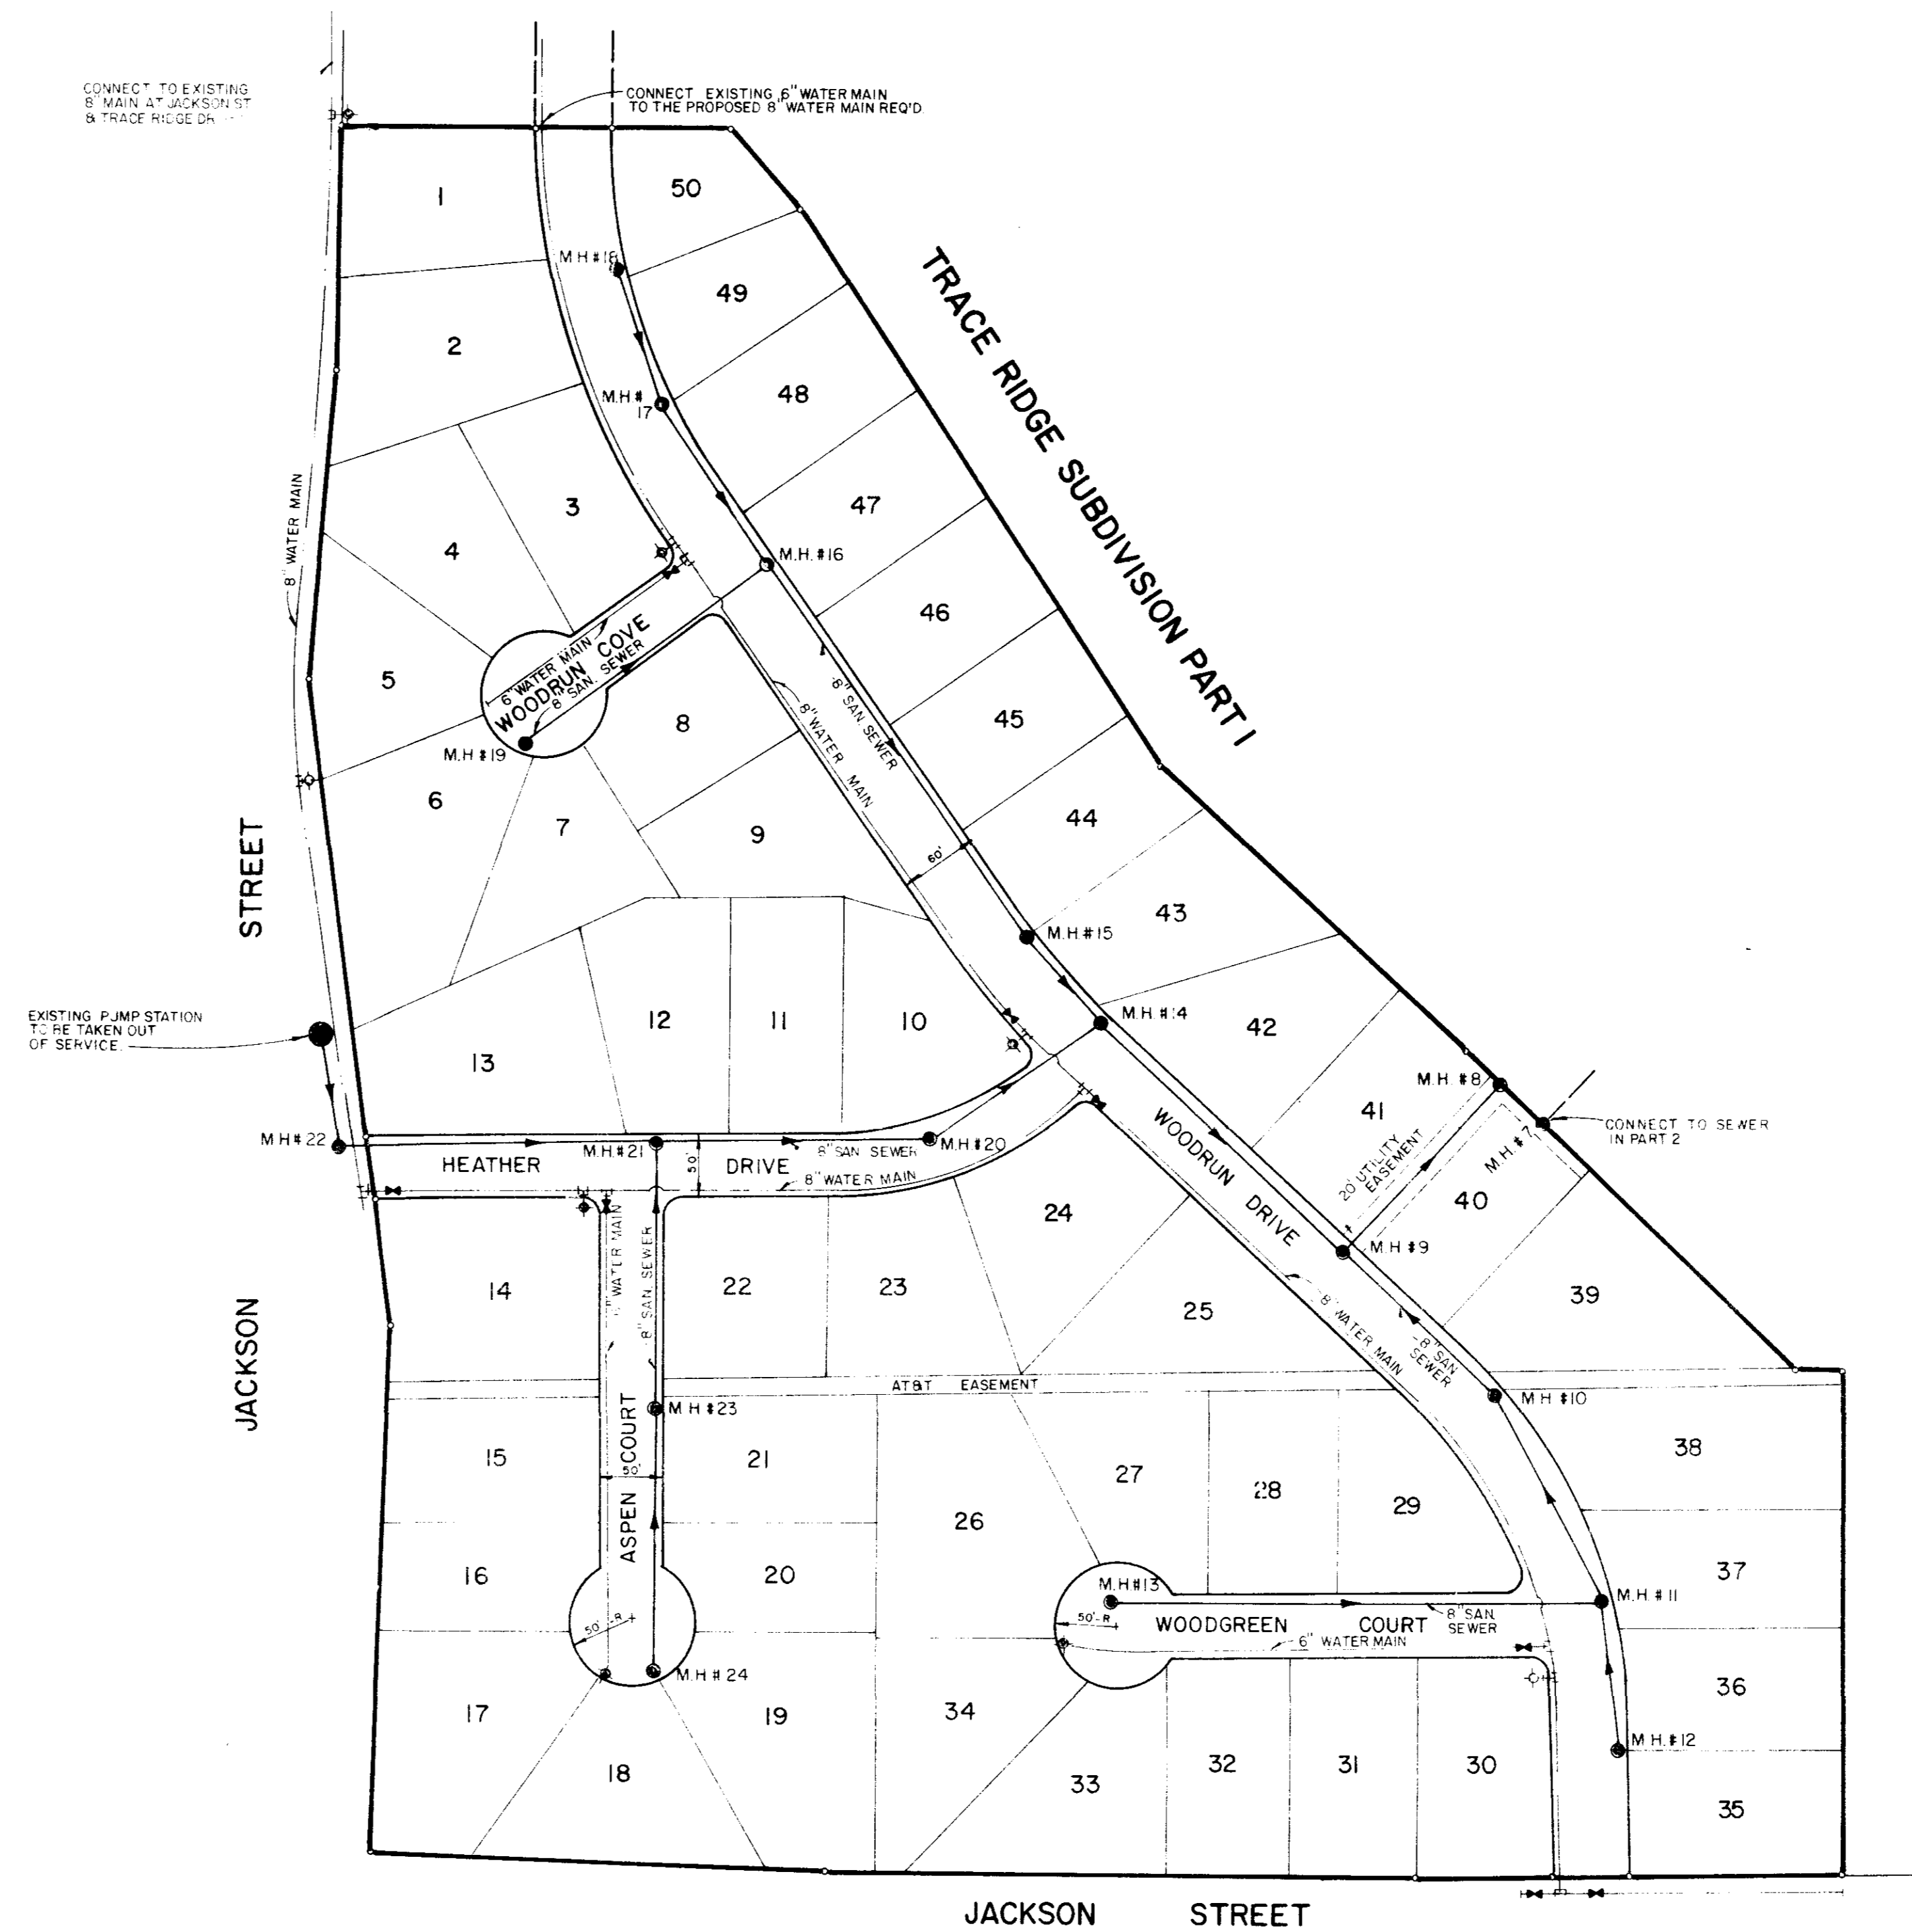 CONNECT TO EXISTING
8" MAIN AT JACKSON ST
& TRACE RIDGE DR
CONNECT EXISTING 6" WATER MAIN
TO THE PROPOSED 8" WATER MAIN REQ'D.
1
50
M.H #18
49
2
TRACE RIDGE SUBDIVISION PART I
M.H.#
17
48
3
47
4
8" WATER MAIN
M.H.#16
46
6" WATER MAIN
WOODRUN COVE
8" SAN. SEWER
5
8
45
M.H #19
8" WATER MAIN
8" SAN. SEWER
6
7
9
44
60'
STREET
43
M.H.#15
EXISTING PUMP STATION
TO BE TAKEN OUT
OF SERVICE.
12
11
10
M.H.#14
42
13
M.H. #8
41
CONNECT TO SEWER
IN PART 2
M.H. #7
M.H#22
M.H.#21
8" SAN SEWER
M.H.#20
HEATHER DRIVE
50'
8" WATER MAIN
WOODRUN DRIVE
20' UTILITY
EASEMENT
40
24
M.H #9
WATER MAIN
8" SAN. SEWER
14
22
23
25
39
8" WATER MAIN
8" SAN
SEWER
JACKSON
AT&T EASEMENT
M.H #10
M.H #23
ASPEN COURT
50'
15
21
27
38
28
29
26
16
20
37
M.H.#13
M.H. #11
50'-R
50'-R
WOODGREEN COURT
8" SAN.
SEWER
6" WATER MAIN
M.H # 24
17
19
34
36
M.H.#12
18
33
32
31
30
35
JACKSON STREET